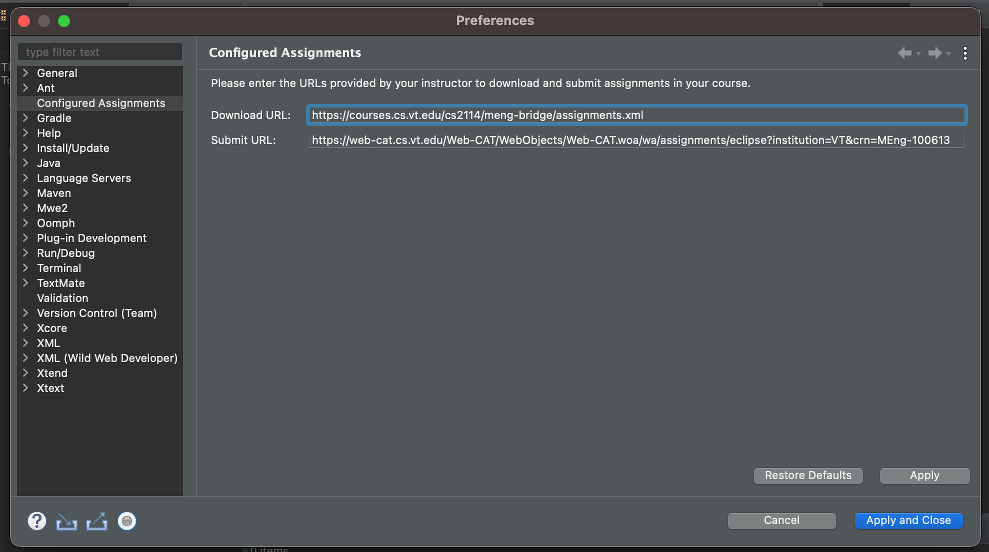 Preferences
type filter text
General
Ant
Configured Assignments
Gradle
Help
Install/Update
Java
Language Servers
Maven
Mwe2
Oomph
Plug-in Development
Run/Debug
Terminal
TextMate
Validation
Version Control (Team)
Xcore
XML
XML (Wild Web Developer)
Xtend
Xtext
Configured Assignments
Please enter the URLs provided by your instructor to download and submit assignments in your course.
Download URL: https://courses.cs.vt.edu/cs2114/meng-bridge/assignments.xml
Submit URL: https://web-cat.cs.vt.edu/Web-CAT/WebObjects/Web-CAT.woa/wa/assignments/eclipse?institution=VT&crn=MEng-100613
Restore Defaults Apply
? Cancel Apply and Close
0 items